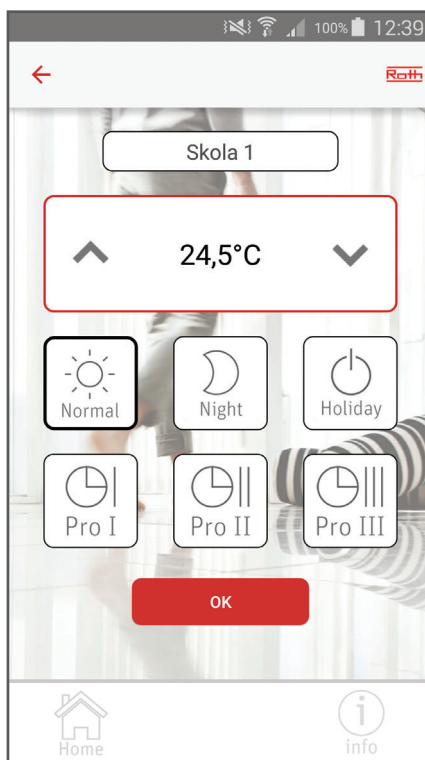 100% 12:39
Roth
Skola 1
24,5°C
Normal Night Holiday
Pro I Pro II Pro III
OK
Home info